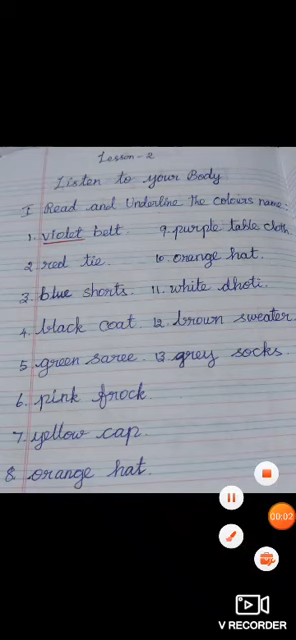 Lesson-2
Listen to your Body
I Read and Underline the colours name.
1. violet belt. 9. purple table cloth.
2. red tie. 10. orange hat.
3. blue shorts. 11. white dhoti.
4. black coat. 12. brown sweater.
5. green saree. 13. grey socks
6. pink frock.
7. yellow cap.
8. orange hat.
00:02
V RECORDER